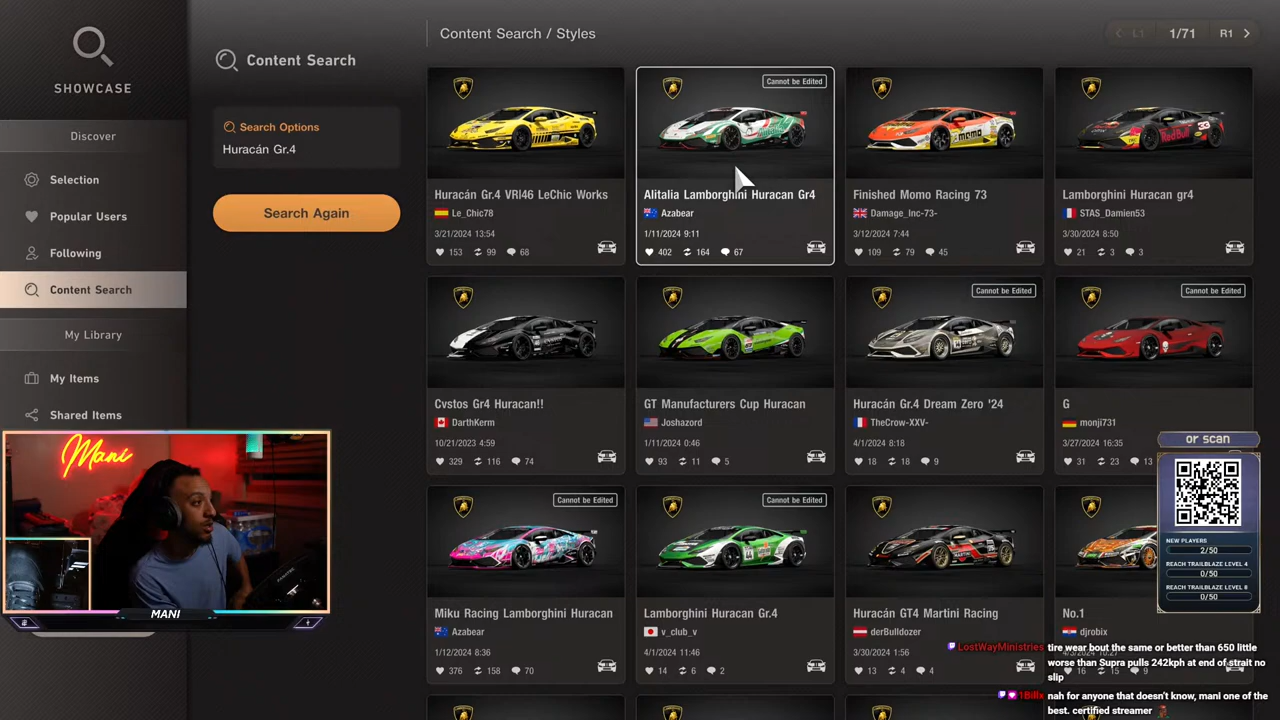 SHOWCASE
Discover
Selection
Popular Users
Following
Content Search
My Library
My Items
Shared Items
Content Search
Search Options
Huracán Gr.4
Search Again
Content Search / Styles
L1
1/71
R1
Huracán Gr.4 VR|46 LeChic Works
Le_Chic78
3/21/2024 13:54
153 99 68
Cannot be Edited
Alitalia Lamborghini Huracan Gr4
Azabear
1/11/2024 9:11
402 164 67
momo
Finished Momo Racing 73
Damage_Inc-73-
3/12/2024 7:44
109 79 45
Red Bull
33
Lamborghini Huracan gr4
STAS_Damien53
3/30/2024 8:50
21 3 3
Cvstos Gr4 Huracan!!
DarthKerm
10/21/2023 4:59
329 116 74
GT Manufacturers Cup Huracan
Joshazord
1/11/2024 0:46
93 11 5
Cannot be Edited
Huracán Gr.4 Dream Zero '24
TheCrow-XXV-
4/1/2024 8:18
18 18 9
Cannot be Edited
G
monji731
3/27/2024 16:35
31 23 13
Cannot be Edited
Miku Racing Lamborghini Huracan
Azabear
1/12/2024 8:36
376 158 70
Cannot be Edited
Lamborghini Huracan Gr.4
v_club_v
4/1/2024 11:46
14 6 2
Huracán GT4 Martini Racing
derBulldozer
3/30/2024 1:56
13 4 4
No.1
djrobix
16 15 9
Mani
MANI
or scan
NEW PLAYERS
2/50
REACH TRAILBLAZE LEVEL 4
0/50
REACH TRAILBLAZE LEVEL 8
0/50
LostWayMinistries tire wear bout the same or better than 650 little
worse than Supra pulls 242kph at end of strait no
slip
1Billx nah for anyone that doesn't know, mani one of the
best. certified streamer